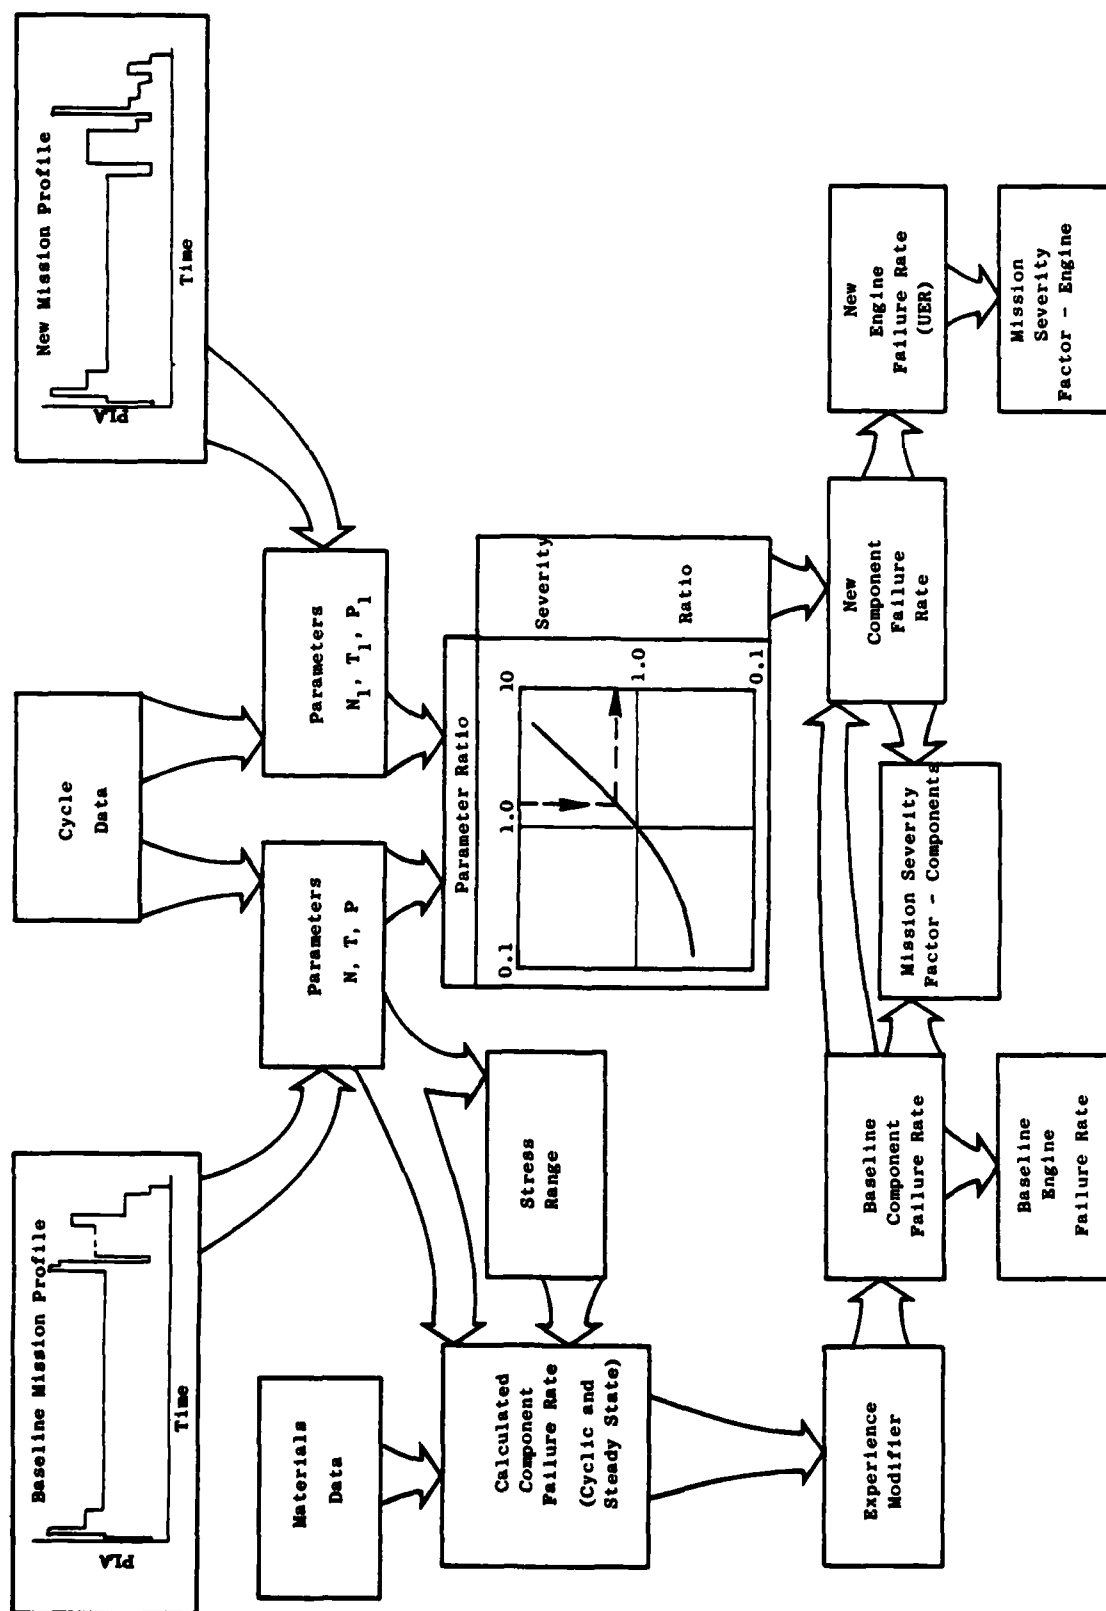 Baseline Mission Profile
PLA
Time
Cycle
Data
New Mission Profile
PLA
Time
Materials
Data
Parameters
N, T, P
Parameters
N1, T1, P1
Calculated
Component
Failure Rate
(Cyclic and
Steady State)
Stress
Range
Parameter Ratio
0.1
1.0
10
1.0
0.1
Severity
Ratio
Experience
Modifier
Baseline
Component
Failure Rate
Mission Severity
Factor - Components
New
Component
Failure
Rate
New
Engine
Failure Rate
(UER)
Baseline
Engine
Failure Rate
Mission
Severity
Factor - Engine